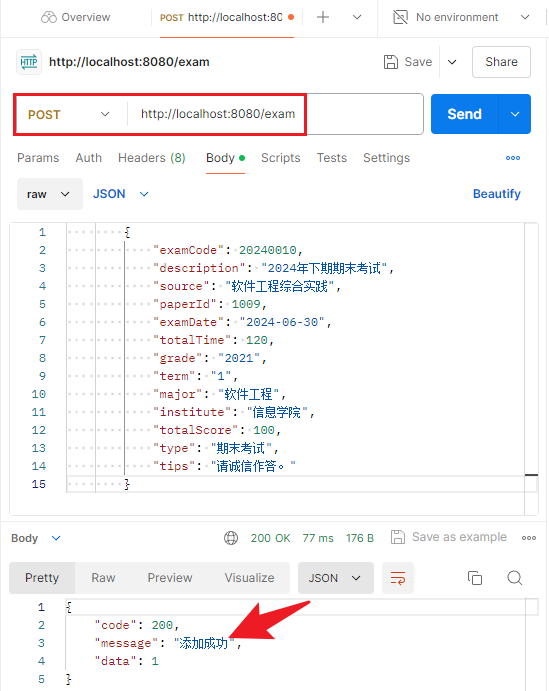 Overview
POST http://localhost:80
No environment
HTTP http://localhost:8080/exam
Save
Share
POST http://localhost:8080/exam
Send
Params Auth Headers (8) Body Scripts Tests Settings
raw JSON Beautify
1 {
2 "examCode": 20240010,
3 "description": "2024年下期期末考试",
4 "source": "软件工程综合实践",
5 "paperId": 1009,
6 "examDate": "2024-06-30",
7 "totalTime": 120,
8 "grade": "2021",
9 "term": "1",
10 "major": "软件工程",
11 "institute": "信息学院",
12 "totalScore": 100,
13 "type": "期末考试",
14 "tips": "请诚信作答。"
15 }
Body 200 OK 77 ms 176 B Save as example
Pretty Raw Preview Visualize JSON
1 {
2 "code": 200,
3 "message": "添加成功",
4 "data": 1
5 }